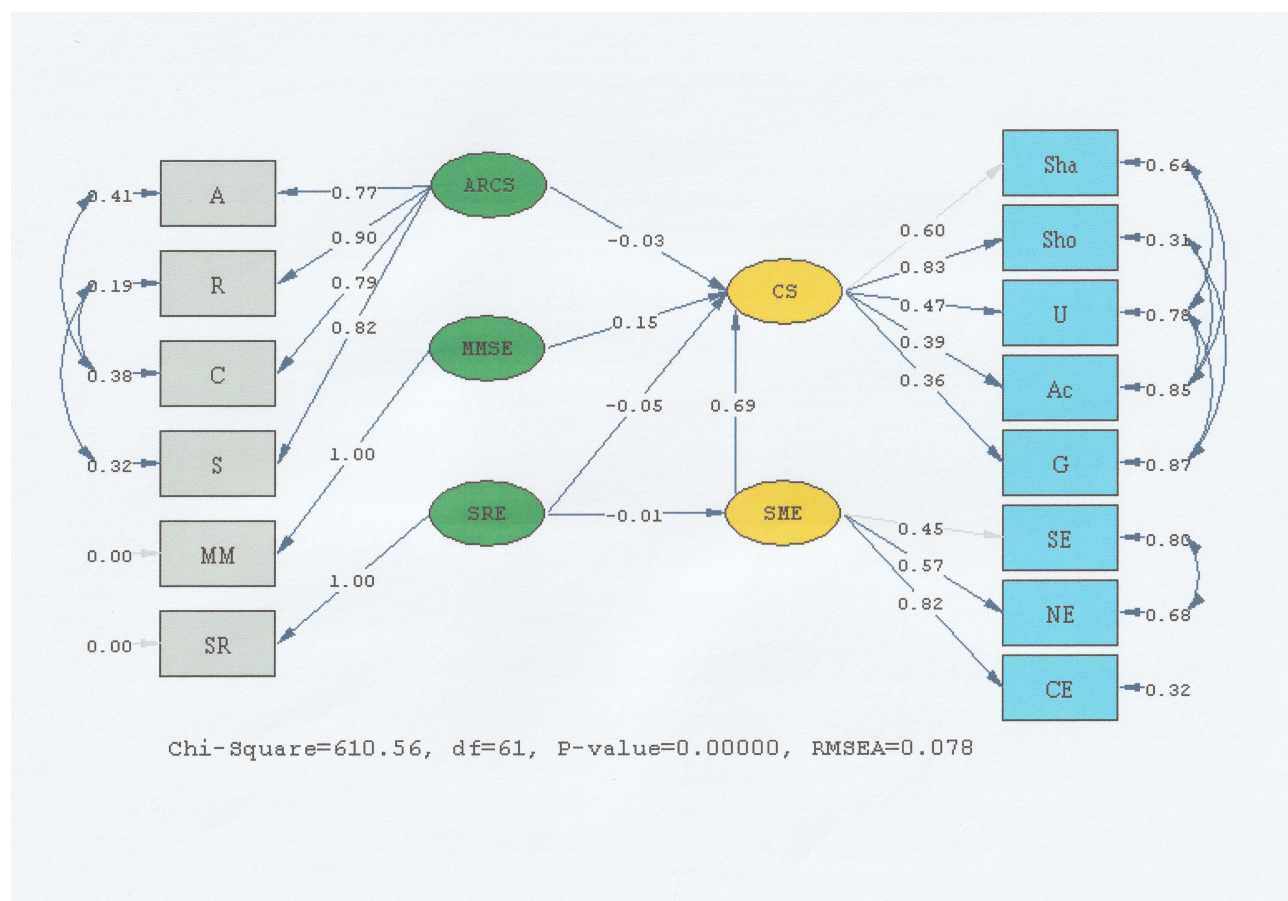 0.41 A 0.77 ARCS
0.19 R 0.90
0.38 C 0.79
0.32 S 0.82
0.00 MM 1.00 MMSE
0.00 SR 1.00 SRE
-0.03
0.15
-0.05
0.69
-0.01
CS
SME
0.60 Sha 0.64
0.83 Sho 0.31
0.47 U 0.78
0.39 Ac 0.85
0.36 G 0.87
0.45 SE 0.80
0.57 NE 0.68
0.82 CE 0.32
Chi-Square=610.56, df=61, P-value=0.00000, RMSEA=0.078